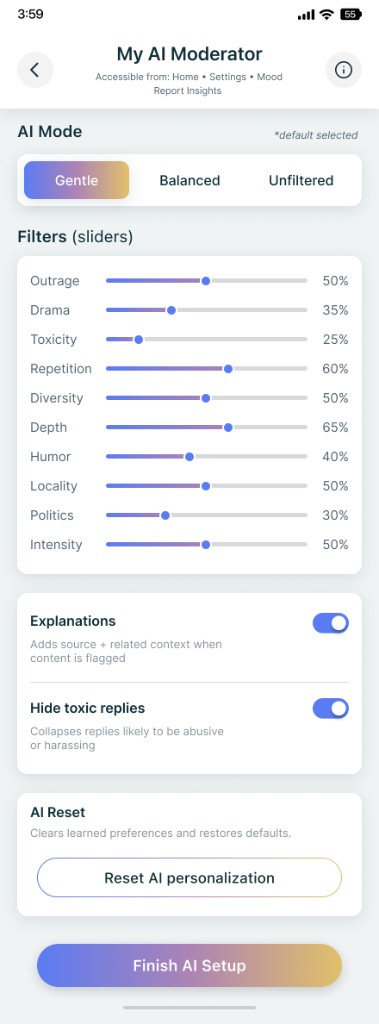 3:59
55
My AI Moderator
Accessible from: Home • Settings • Mood
Report Insights
AI Mode
*default selected
Gentle
Balanced
Unfiltered
Filters (sliders)
Outrage 50%
Drama 35%
Toxicity 25%
Repetition 60%
Diversity 50%
Depth 65%
Humor 40%
Locality 50%
Politics 30%
Intensity 50%
Explanations
Adds source + related context when
content is flagged
Hide toxic replies
Collapses replies likely to be abusive
or harassing
AI Reset
Clears learned preferences and restores defaults.
Reset AI personalization
Finish AI Setup